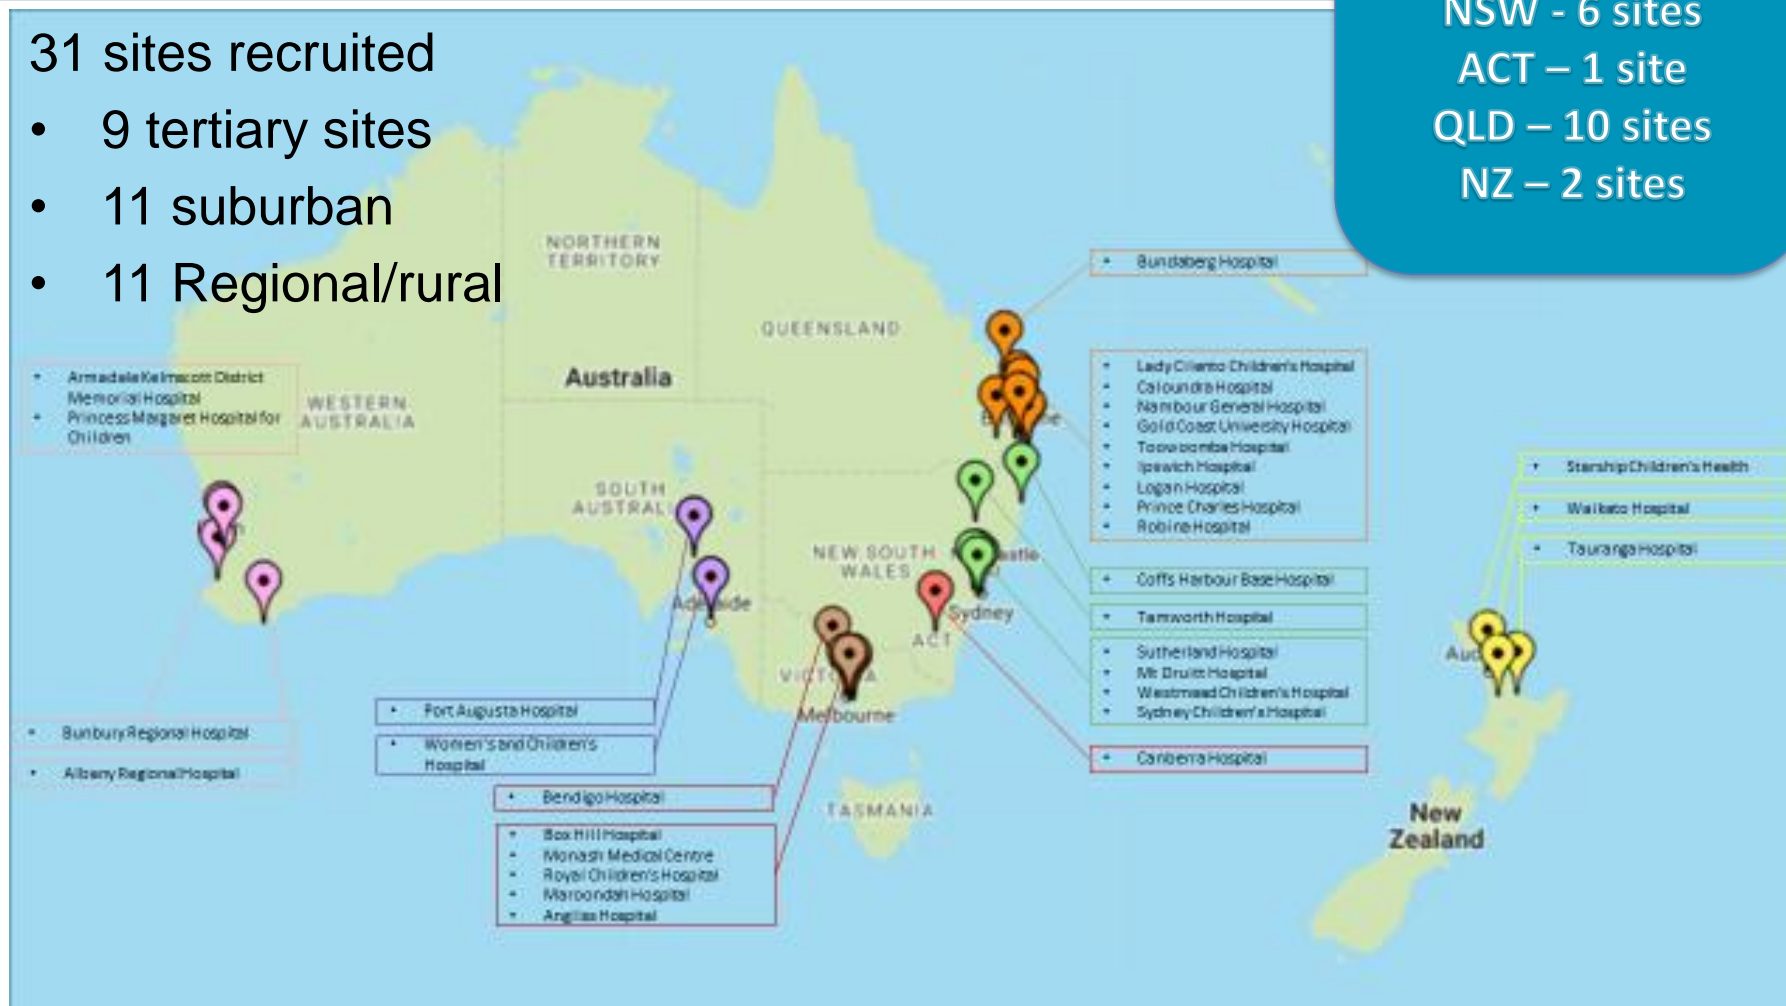 31 sites recruited
• 9 tertiary sites
• 11 suburban
• 11 Regional/rural
NSW - 6 sites
ACT – 1 site
QLD – 10 sites
NZ – 2 sites
NORTHERN
TERRITORY
QUEENSLAND
Australia
WESTERN
AUSTRALIA
SOUTH
NEW SOUTH
WALES
Sydney
ACT
Melbourne
TASMANIA
New
Zealand
• Armadale Kelmscott District
Memorial Hospital
• Princess Margaret Hospital for
Children
• Bunbury Regional Hospital
• Albany Regional Hospital
• Port Augusta Hospital
• Women's and Children's
Hospital
• Bendigo Hospital
• Box Hill Hospital
• Monash Medical Centre
• Royal Children's Hospital
• Maroondah Hospital
• Angliss Hospital
• Bundaberg Hospital
• Lady Cilento Children's Hospital
• Caloundra Hospital
• Nambour General Hospital
• Gold Coast University Hospital
• Toowoomba Hospital
• Ipswich Hospital
• Logan Hospital
• Prince Charles Hospital
• Robina Hospital
• Coffs Harbour Base Hospital
• Tamworth Hospital
• Sutherland Hospital
• Mt Druitt Hospital
• Westmead Children's Hospital
• Sydney Children's Hospital
• Canberra Hospital
• Starship Children's Health
• Waikato Hospital
• Tauranga Hospital